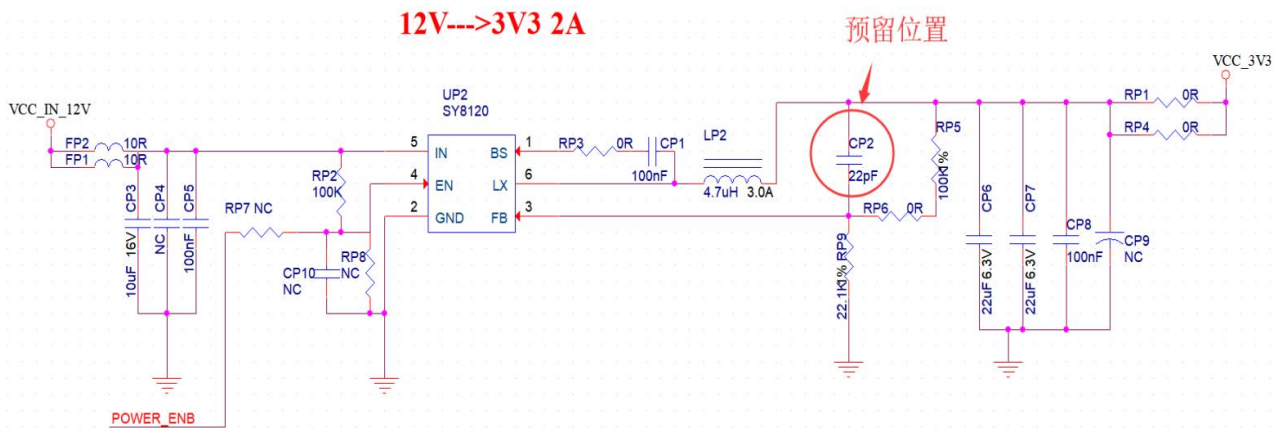 12V--->3V3 2A
预留位置
VCC_3V3
VCC_IN_12V
UP2
SY8120
RP1
0R
RP4
0R
FP2
10R
FP1
10R
5
IN
BS
1
RP3
0R
CP1
100nF
LP2
4.7uH
3.0A
CP2
22pF
RP5
100K
1%
4
EN
LX
6
2
GND
FB
3
RP2
100K
RP6
0R
CP3
10uF
16V
CP4
NC
CP5
100nF
RP7 NC
CP10
NC
RP8
NC
RP9
22.1K
1%
CP6
22uF
6.3V
CP7
22uF
6.3V
CP8
100nF
CP9
NC
POWER_ENB